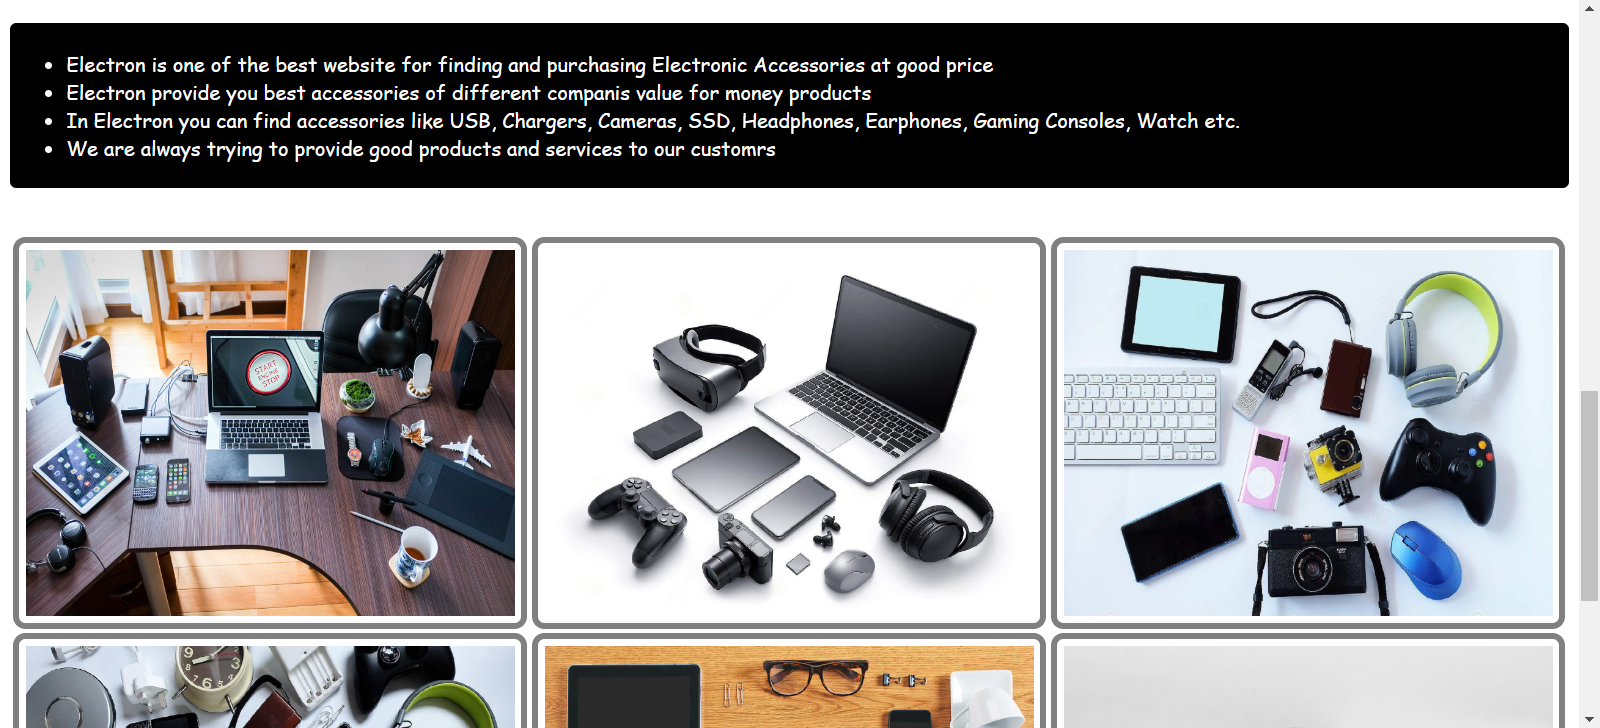 Electron is one of the best website for finding and purchasing Electronic Accessories at good price
Electron provide you best accessories of different companis value for money products
In Electron you can find accessories like USB, Chargers, Cameras, SSD, Headphones, Earphones, Gaming Consoles, Watch etc.
We are always trying to provide good products and services to our customrs
START
ENGINE
STOP